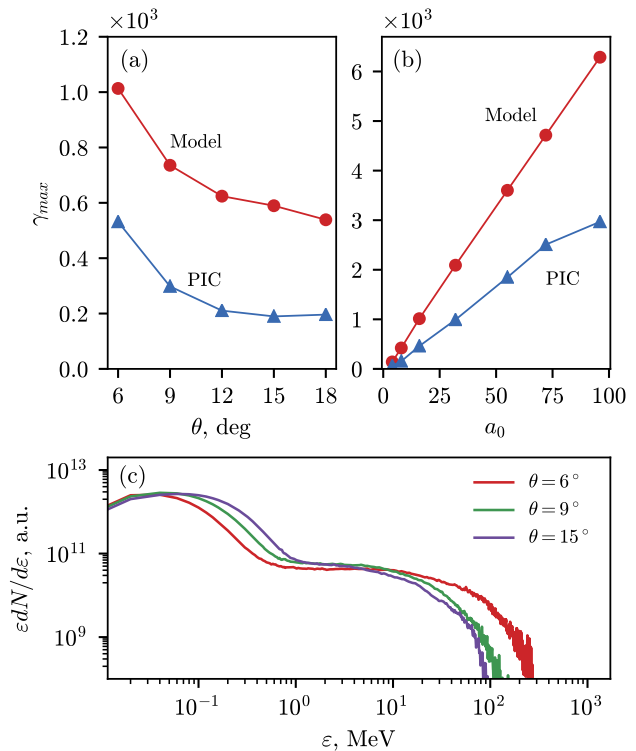 ×10³ ×10³
(a) (b)
1.2
1.0
0.8
0.6
0.4
0.2
0.0
γmax
Model
PIC
6 9 12 15 18
θ, deg
6
5
4
3
2
1
0
Model
PIC
0 25 50 75 100
a₀
(c)
10¹³
10¹¹
10⁹
εdN/dε, a.u.
θ = 6°
θ = 9°
θ = 15°
10⁻¹ 10⁰ 10¹ 10² 10³
ε, MeV